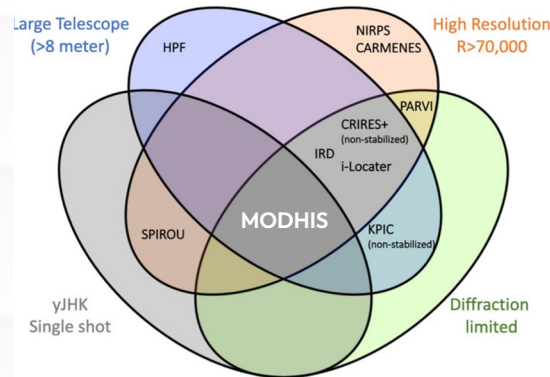 Large Telescope
(>8 meter)
High Resolution
R>70,000
HPF
NIRPS
CARMENES
PARVI
CRIRES+
(non-stabilized)
IRD
i-Locater
SPIROU
MODHIS
KPIC
(non-stabilized)
yJHK
Single shot
Diffraction
limited